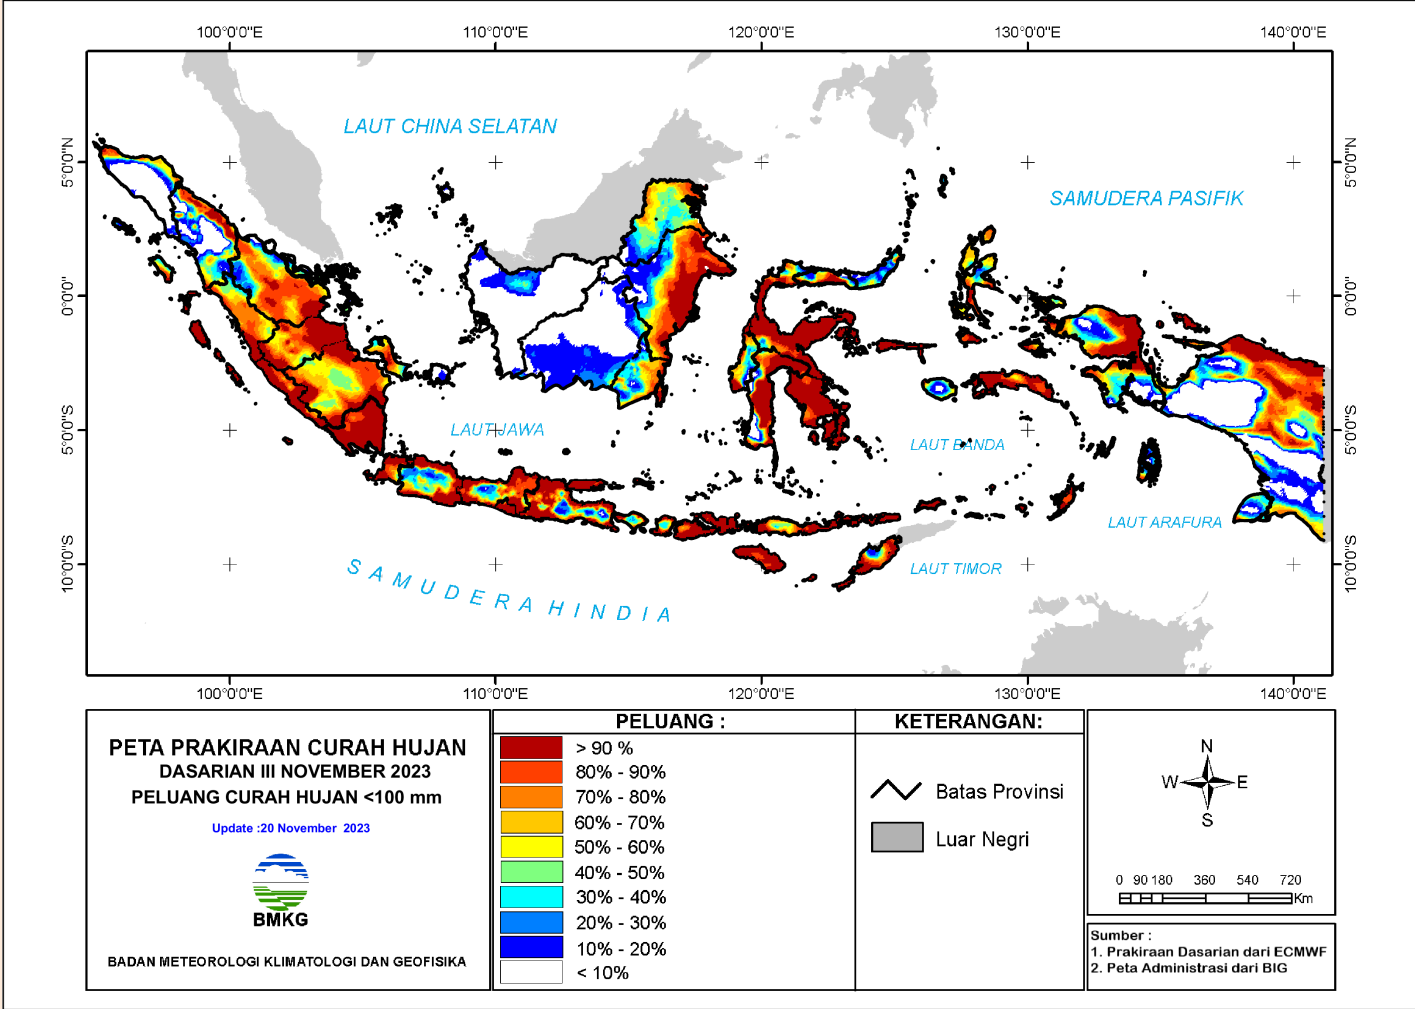 100°0'0"E 110°0'0"E 120°0'0"E 130°0'0"E 140°0'0"E
5°0'0"N 5°0'0"N
0°0'0" 0°0'0"
5°0'0"S 5°0'0"S
10°0'0"S 10°0'0"S
LAUT CHINA SELATAN
SAMUDERA PASIFIK
LAUT JAWA
LAUT BANDA
LAUT ARAFURA
LAUT TIMOR
SAMUDERA HINDIA
100°0'0"E 110°0'0"E 120°0'0"E 130°0'0"E 140°0'0"E
PETA PRAKIRAAN CURAH HUJAN
DASARIAN III NOVEMBER 2023
PELUANG CURAH HUJAN <100 mm
Update :20 November 2023
BMKG
BADAN METEOROLOGI KLIMATOLOGI DAN GEOFISIKA
PELUANG :
> 90 %
80% - 90%
70% - 80%
60% - 70%
50% - 60%
40% - 50%
30% - 40%
20% - 30%
10% - 20%
< 10%
KETERANGAN:
Batas Provinsi
Luar Negri
N
W E
S
0 90 180 360 540 720
Km
Sumber :
1. Prakiraan Dasarian dari ECMWF
2. Peta Administrasi dari BIG